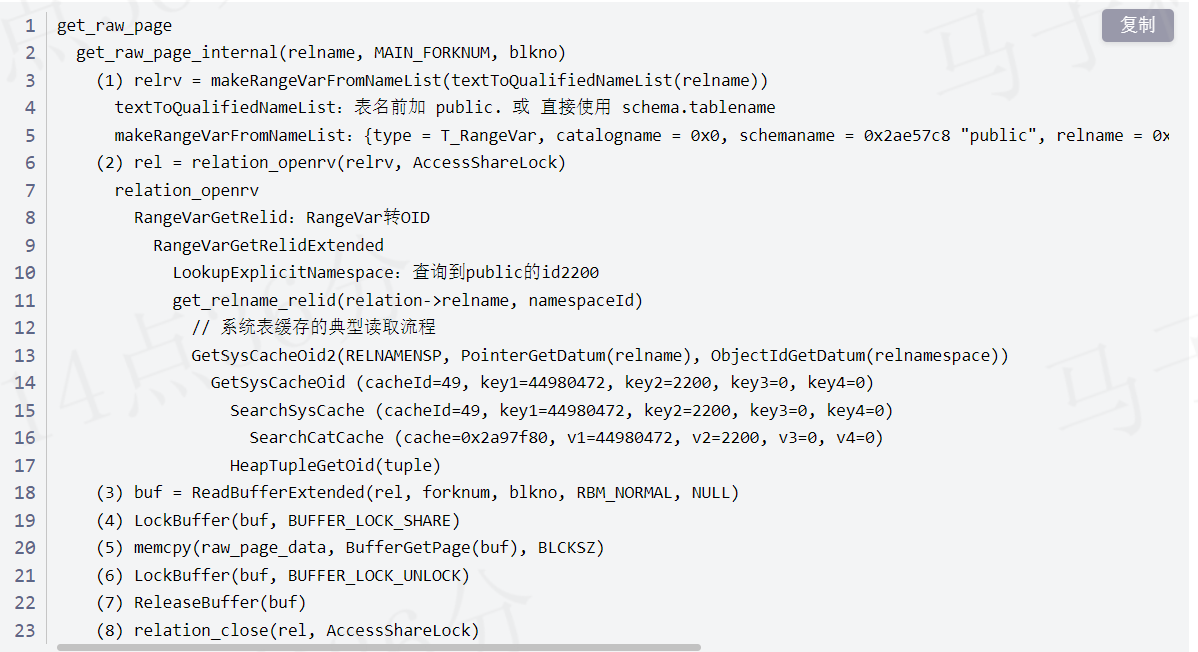 复制
1 get_raw_page
2 get_raw_page_internal(relname, MAIN_FORKNUM, blkno)
3 (1) relrv = makeRangeVarFromNameList(textToQualifiedNameList(relname))
4 textToQualifiedNameList：表名前加 public. 或 直接使用 schema.tablename
5 makeRangeVarFromNameList：{type = T_RangeVar, catalogname = 0x0, schemaname = 0x2ae57c8 "public", relname = 0x
6 (2) rel = relation_openrv(relrv, AccessShareLock)
7 relation_openrv
8 RangeVarGetRelid：RangeVar转OID
9 RangeVarGetRelidExtended
10 LookupExplicitNamespace：查询到public的id2200
11 get_relname_relid(relation->relname, namespaceId)
12 // 系统表缓存的典型读取流程
13 GetSysCacheOid2(RELNAMENSP, PointerGetDatum(relname), ObjectIdGetDatum(relnamespace))
14 GetSysCacheOid (cacheId=49, key1=44980472, key2=2200, key3=0, key4=0)
15 SearchSysCache (cacheId=49, key1=44980472, key2=2200, key3=0, key4=0)
16 SearchCatCache (cache=0x2a97f80, v1=44980472, v2=2200, v3=0, v4=0)
17 HeapTupleGetOid(tuple)
18 (3) buf = ReadBufferExtended(rel, forknum, blkno, RBM_NORMAL, NULL)
19 (4) LockBuffer(buf, BUFFER_LOCK_SHARE)
20 (5) memcpy(raw_page_data, BufferGetPage(buf), BLCKSZ)
21 (6) LockBuffer(buf, BUFFER_LOCK_UNLOCK)
22 (7) ReleaseBuffer(buf)
23 (8) relation_close(rel, AccessShareLock)